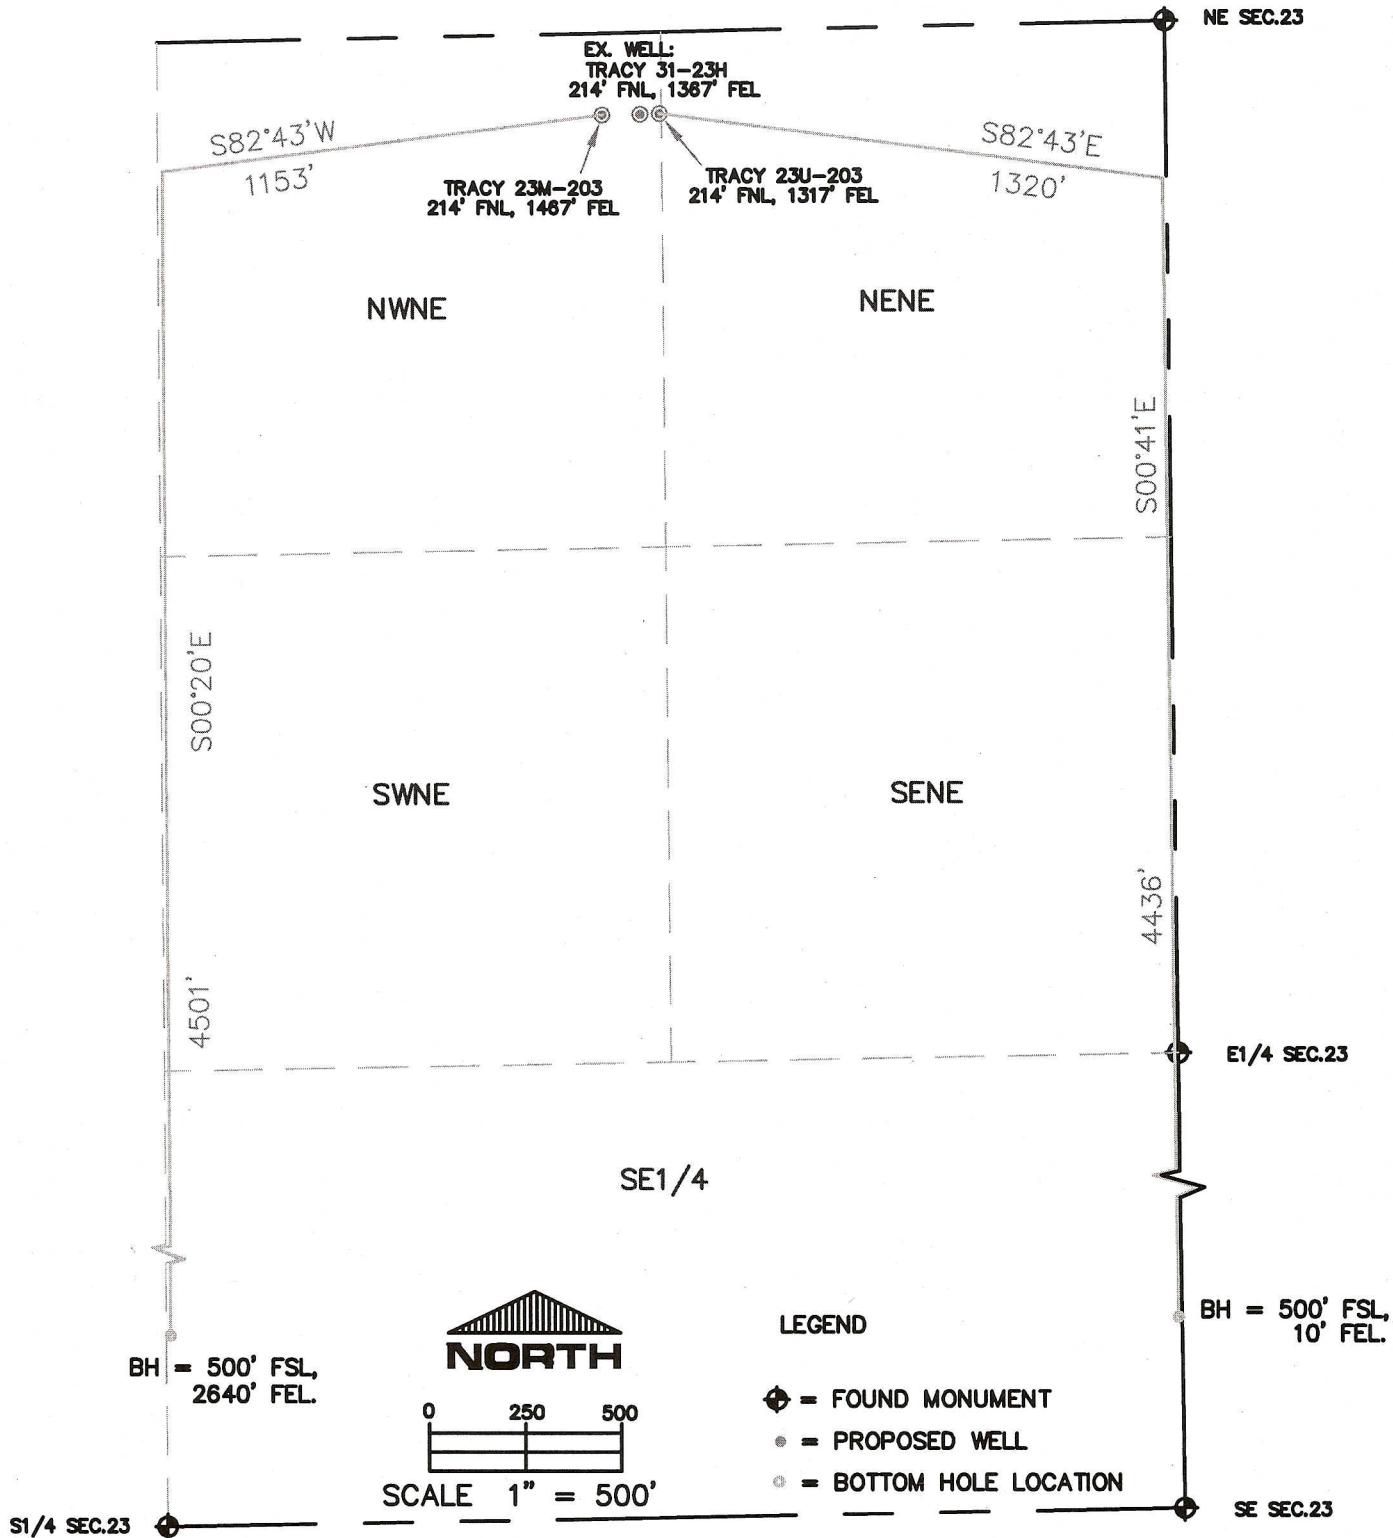 NE SEC.23
EX. WELL:
TRACY 31-23H
214' FNL, 1367' FEL
S82°43'W
1153'
S82°43'E
1320'
TRACY 23M-203
214' FNL, 1467' FEL
TRACY 23U-203
214' FNL, 1317' FEL
NWNE
NENE
S00°41'E
S00°20'E
SWNE
SENE
4436'
4501'
E1/4 SEC.23
SE1/4
BH = 500' FSL,
10' FEL.
BH = 500' FSL,
2640' FEL.
NORTH
0 250 500
SCALE 1" = 500'
LEGEND
= FOUND MONUMENT
= PROPOSED WELL
= BOTTOM HOLE LOCATION
S1/4 SEC.23
SE SEC.23